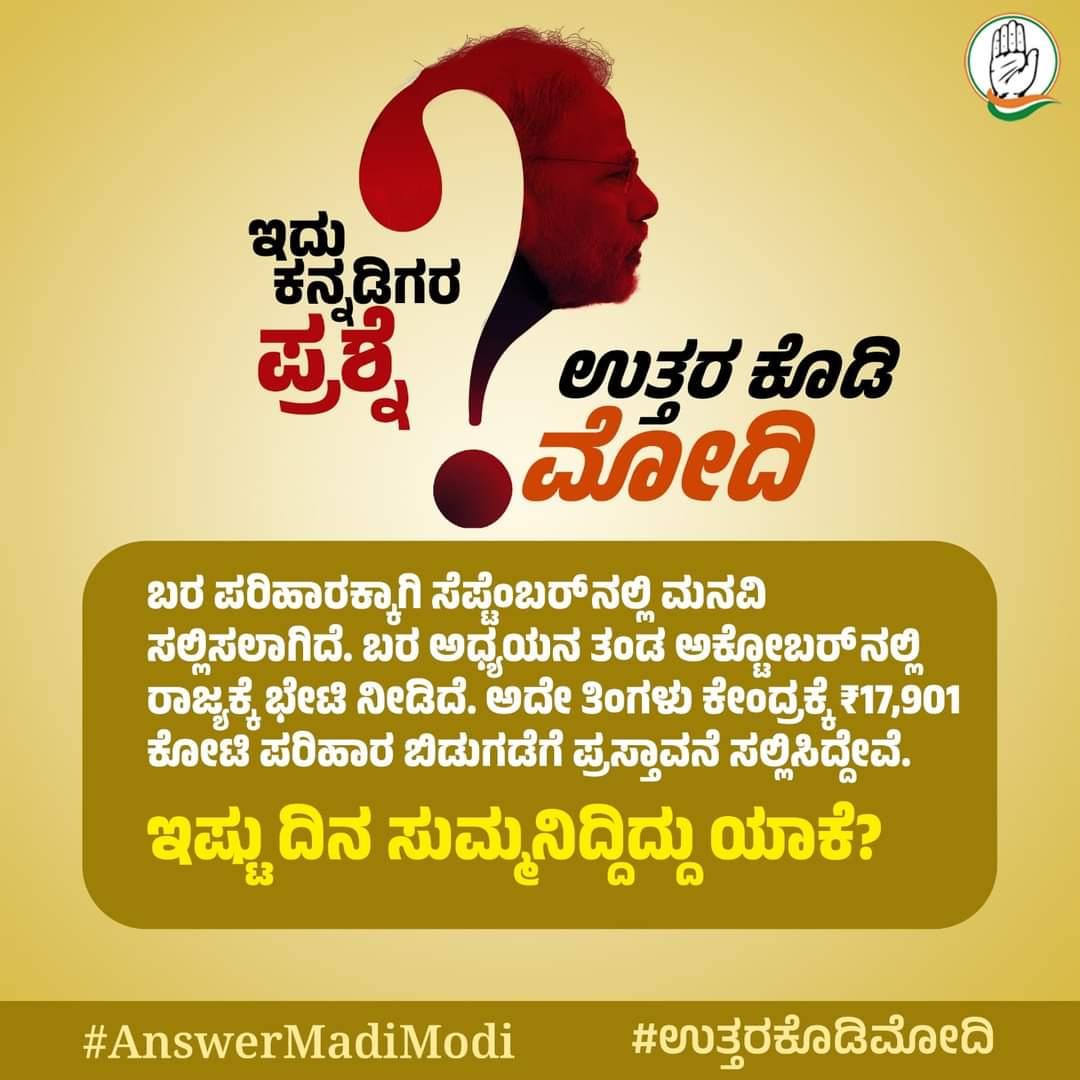 ಇದು
ಕನ್ನಡಿಗರ
ಪ್ರಶ್ನೆ
ಉತ್ತರ ಕೊಡಿ
ಮೋದಿ
ಬರ ಪರಿಹಾರಕ್ಕಾಗಿ ಸೆಪ್ಟೆಂಬರ್‌ನಲ್ಲಿ ಮನವಿ
ಸಲ್ಲಿಸಲಾಗಿದೆ. ಬರ ಅಧ್ಯಯನ ತಂಡ ಅಕ್ಟೋಬರ್‌ನಲ್ಲಿ
ರಾಜ್ಯಕ್ಕೆ ಭೇಟಿ ನೀಡಿದೆ. ಅದೇ ತಿಂಗಳು ಕೇಂದ್ರಕ್ಕೆ ₹17,901
ಕೋಟಿ ಪರಿಹಾರ ಬಿಡುಗಡೆಗೆ ಪ್ರಸ್ತಾವನೆ ಸಲ್ಲಿಸಿದ್ದೇವೆ.
ಇಷ್ಟು ದಿನ ಸುಮ್ಮನಿದ್ದಿದ್ದು ಯಾಕೆ?
#AnswerMadiModi #ಉತ್ತರಕೊಡಿಮೋದಿ